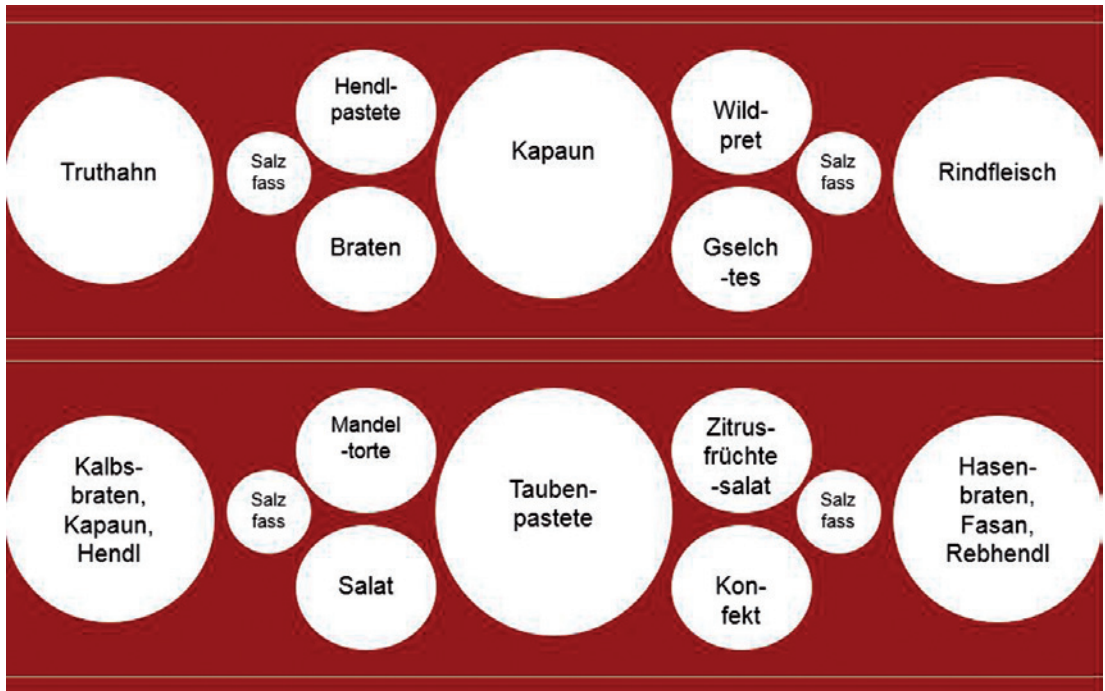 Truthahn
Salz
fass
Hendl-
pastete
Braten
Kapaun
Wild-
pret
Gselch
-tes
Salz
fass
Rindfleisch
Kalbs-
braten,
Kapaun,
Hendl
Salz
fass
Mandel
-torte
Salat
Tauben-
pastete
Zitrus-
früchte
-salat
Kon-
fekt
Salz
fass
Hasen-
braten,
Fasan,
Rebhendl